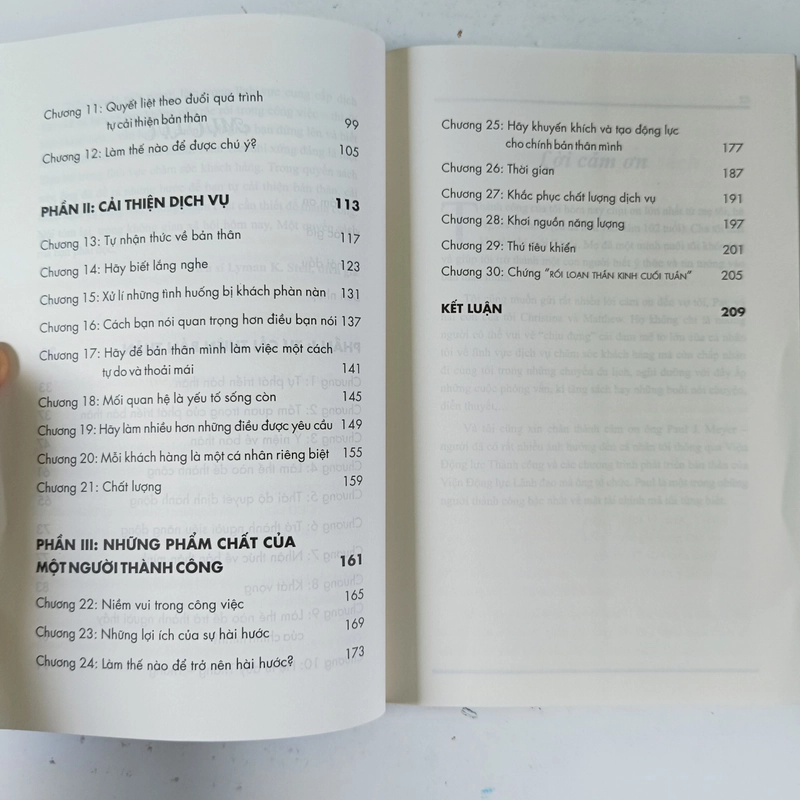 Chương 11: Quyết liệt theo đuổi quá trình
tự cải thiện bản thân 99
Chương 12: Làm thế nào để được chú ý? 105
PHẦN II: CẢI THIỆN DỊCH VỤ 113
Chương 13: Tự nhận thức về bản thân 117
Chương 14: Hãy biết lắng nghe 123
Chương 15: Xử lí những tình huống bị khách phàn nàn 131
Chương 16: Cách bạn nói quan trọng hơn điều bạn nói 137
Chương 17: Hãy để bản thân mình làm việc một cách
tự do và thoải mái 141
Chương 18: Mối quan hệ là yếu tố sống còn 145
Chương 19: Hãy làm nhiều hơn những điều được yêu cầu 149
Chương 20: Mỗi khách hàng là một cá nhân riêng biệt 155
Chương 21: Chất lượng 159
PHẦN III: NHỮNG PHẨM CHẤT CỦA
MỘT NGƯỜI THÀNH CÔNG 161
Chương 22: Niềm vui trong công việc 165
Chương 23: Những lợi ích của sự hài hước 169
Chương 24: Làm thế nào để trở nên hài hước? 173
Chương 25: Hãy khuyến khích và tạo động lực
cho chính bản thân mình 177
Chương 26: Thời gian 187
Chương 27: Khắc phục chất lượng dịch vụ 191
Chương 28: Khơi nguồn năng lượng 197
Chương 29: Thú tiêu khiển 201
Chương 30: Chứng "RỐI LOẠN THẦN KINH CUỐI TUẦN" 205
KẾT LUẬN 209